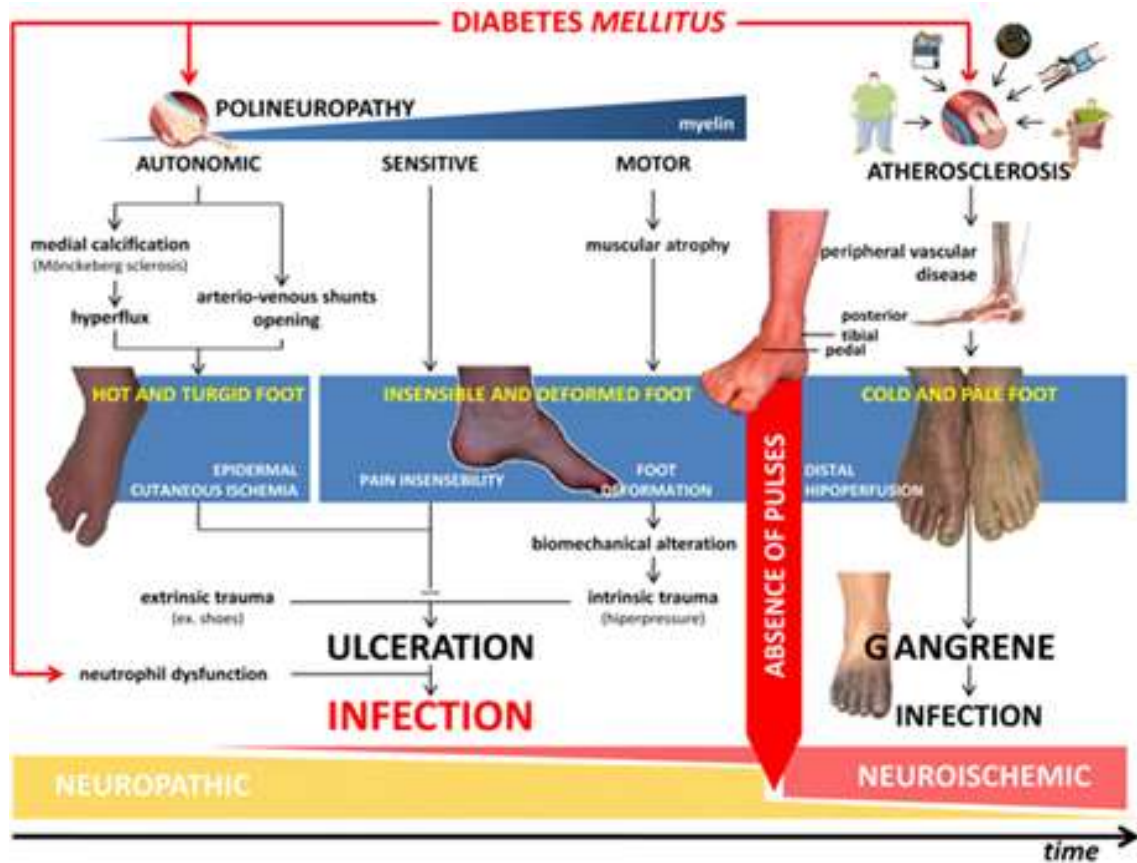 DIABETES MELLITUS
POLINEUROPATHY
myelin
AUTONOMIC
SENSITIVE
MOTOR
ATHEROSCLEROSIS
medial calcification
(Mönckeberg sclerosis)
hyperflux
arterio-venous shunts
opening
muscular atrophy
peripheral vascular
disease
posterior
tibial
pedal
HOT AND TURGID FOOT
EPIDERMAL
CUTANEOUS ISCHEMIA
INSENSIBLE AND DEFORMED FOOT
PAIN INSENSEBILITY
FOOT
DEFORMATION
COLD AND PALE FOOT
DISTAL
HIPOPERFUSION
ABSENCE OF PULSES
biomechanical alteration
extrinsic trauma
(ex. shoes)
intrinsic trauma
(hiperpressure)
ULCERATION
neutrophil dysfunction
INFECTION
GANGRENE
INFECTION
NEUROPATHIC
NEUROISCHEMIC
time